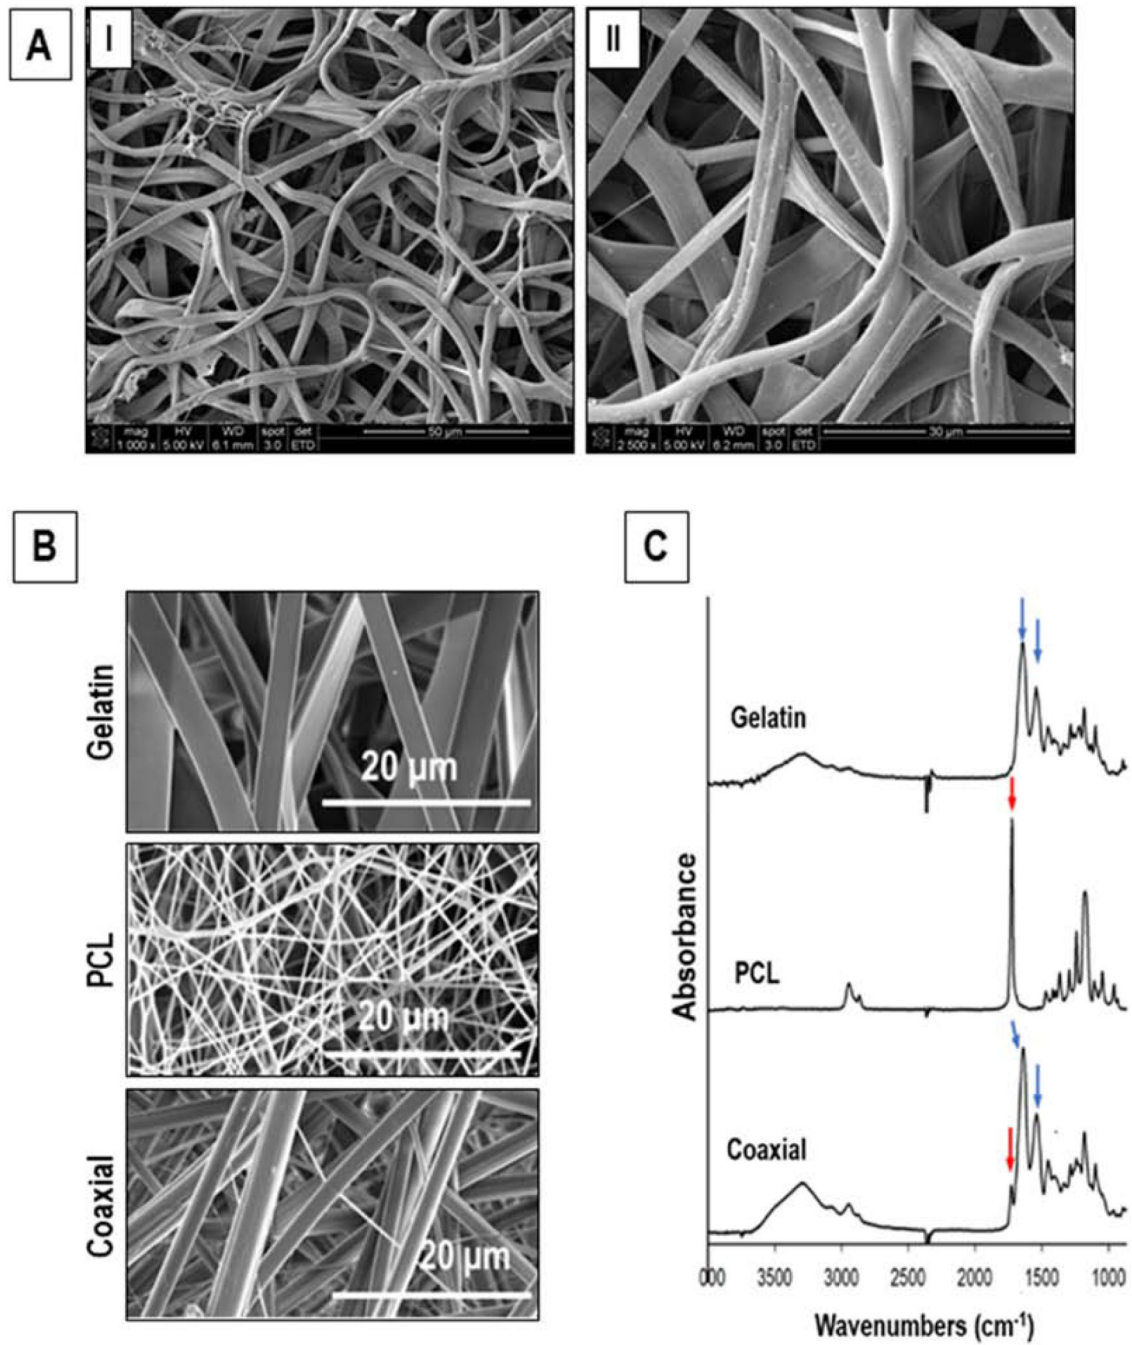 A
I
II
mag HV WD spot det
1 000 x 5.00 kV 6.1 mm 3.0 ETD
50 µm
mag HV WD spot det
2 500 x 5.00 kV 6.2 mm 3.0 ETD
30 µm
B
Gelatin
20 µm
PCL
20 µm
Coaxial
20 µm
C
Gelatin
PCL
Coaxial
Absorbance
000 3500 3000 2500 2000 1500 1000
Wavenumbers (cm-1)